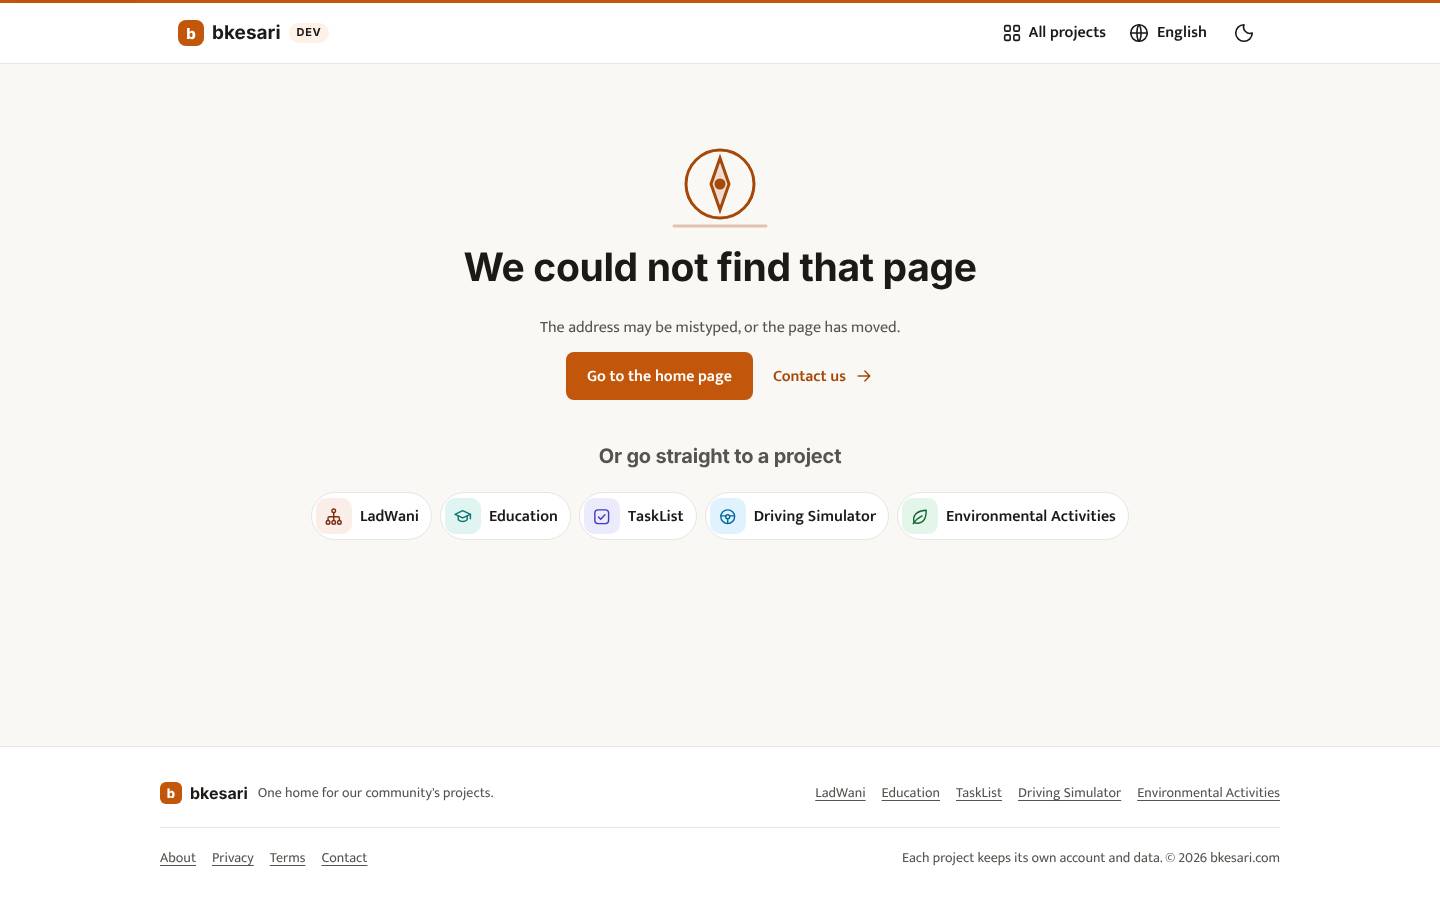 b bkesari DEV All projects English
We could not find that page
The address may be mistyped, or the page has moved.
Go to the home page Contact us
Or go straight to a project
LadWani Education TaskList Driving Simulator Environmental Activities
b bkesari One home for our community's projects. LadWani Education TaskList Driving Simulator Environmental Activities
About Privacy Terms Contact Each project keeps its own account and data. © 2026 bkesari.com